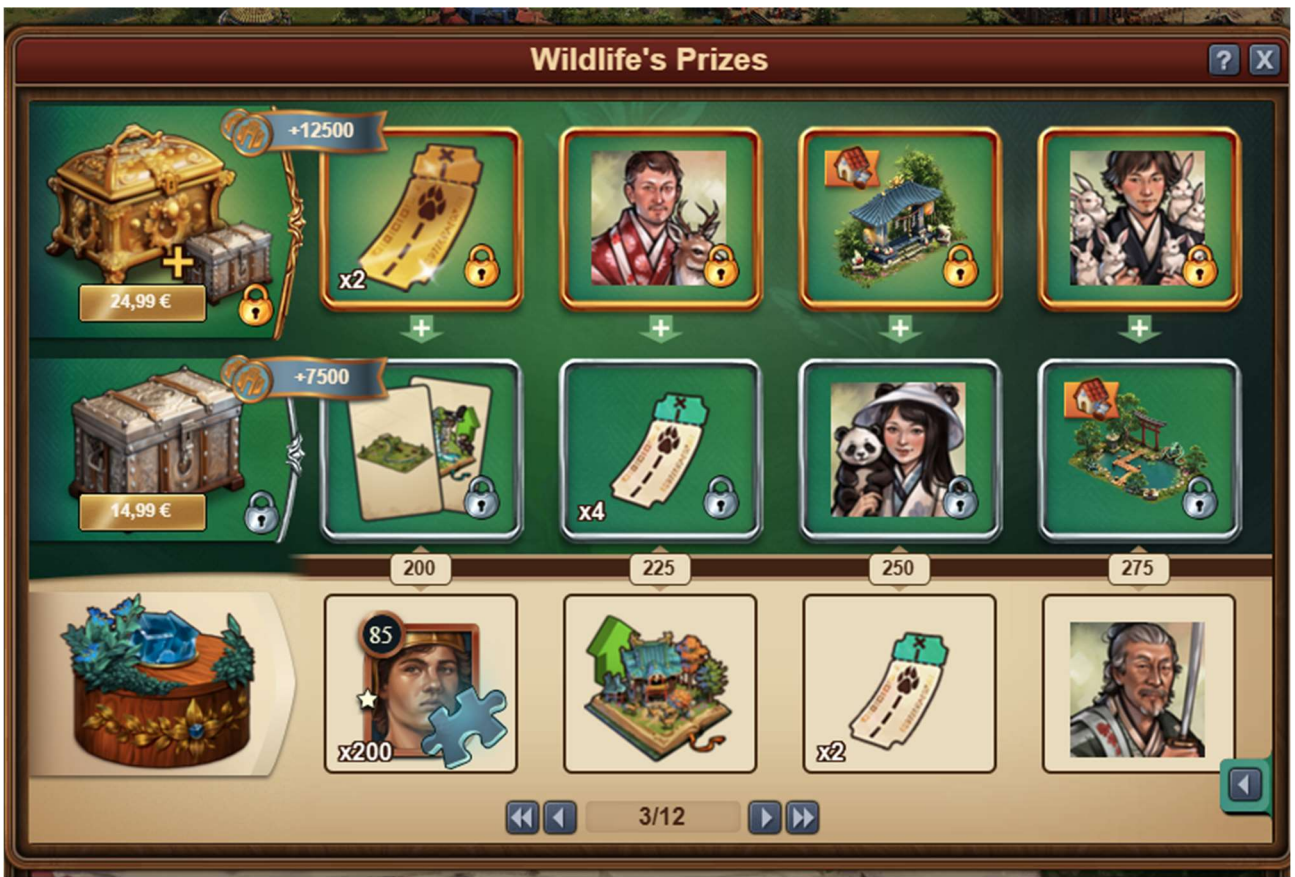 Wildlife's Prizes
? X
+12500
x2
24,99 €
+ + + +
+7500
x4
14,99 €
200 225 250 275
85
x200
x2
3/12